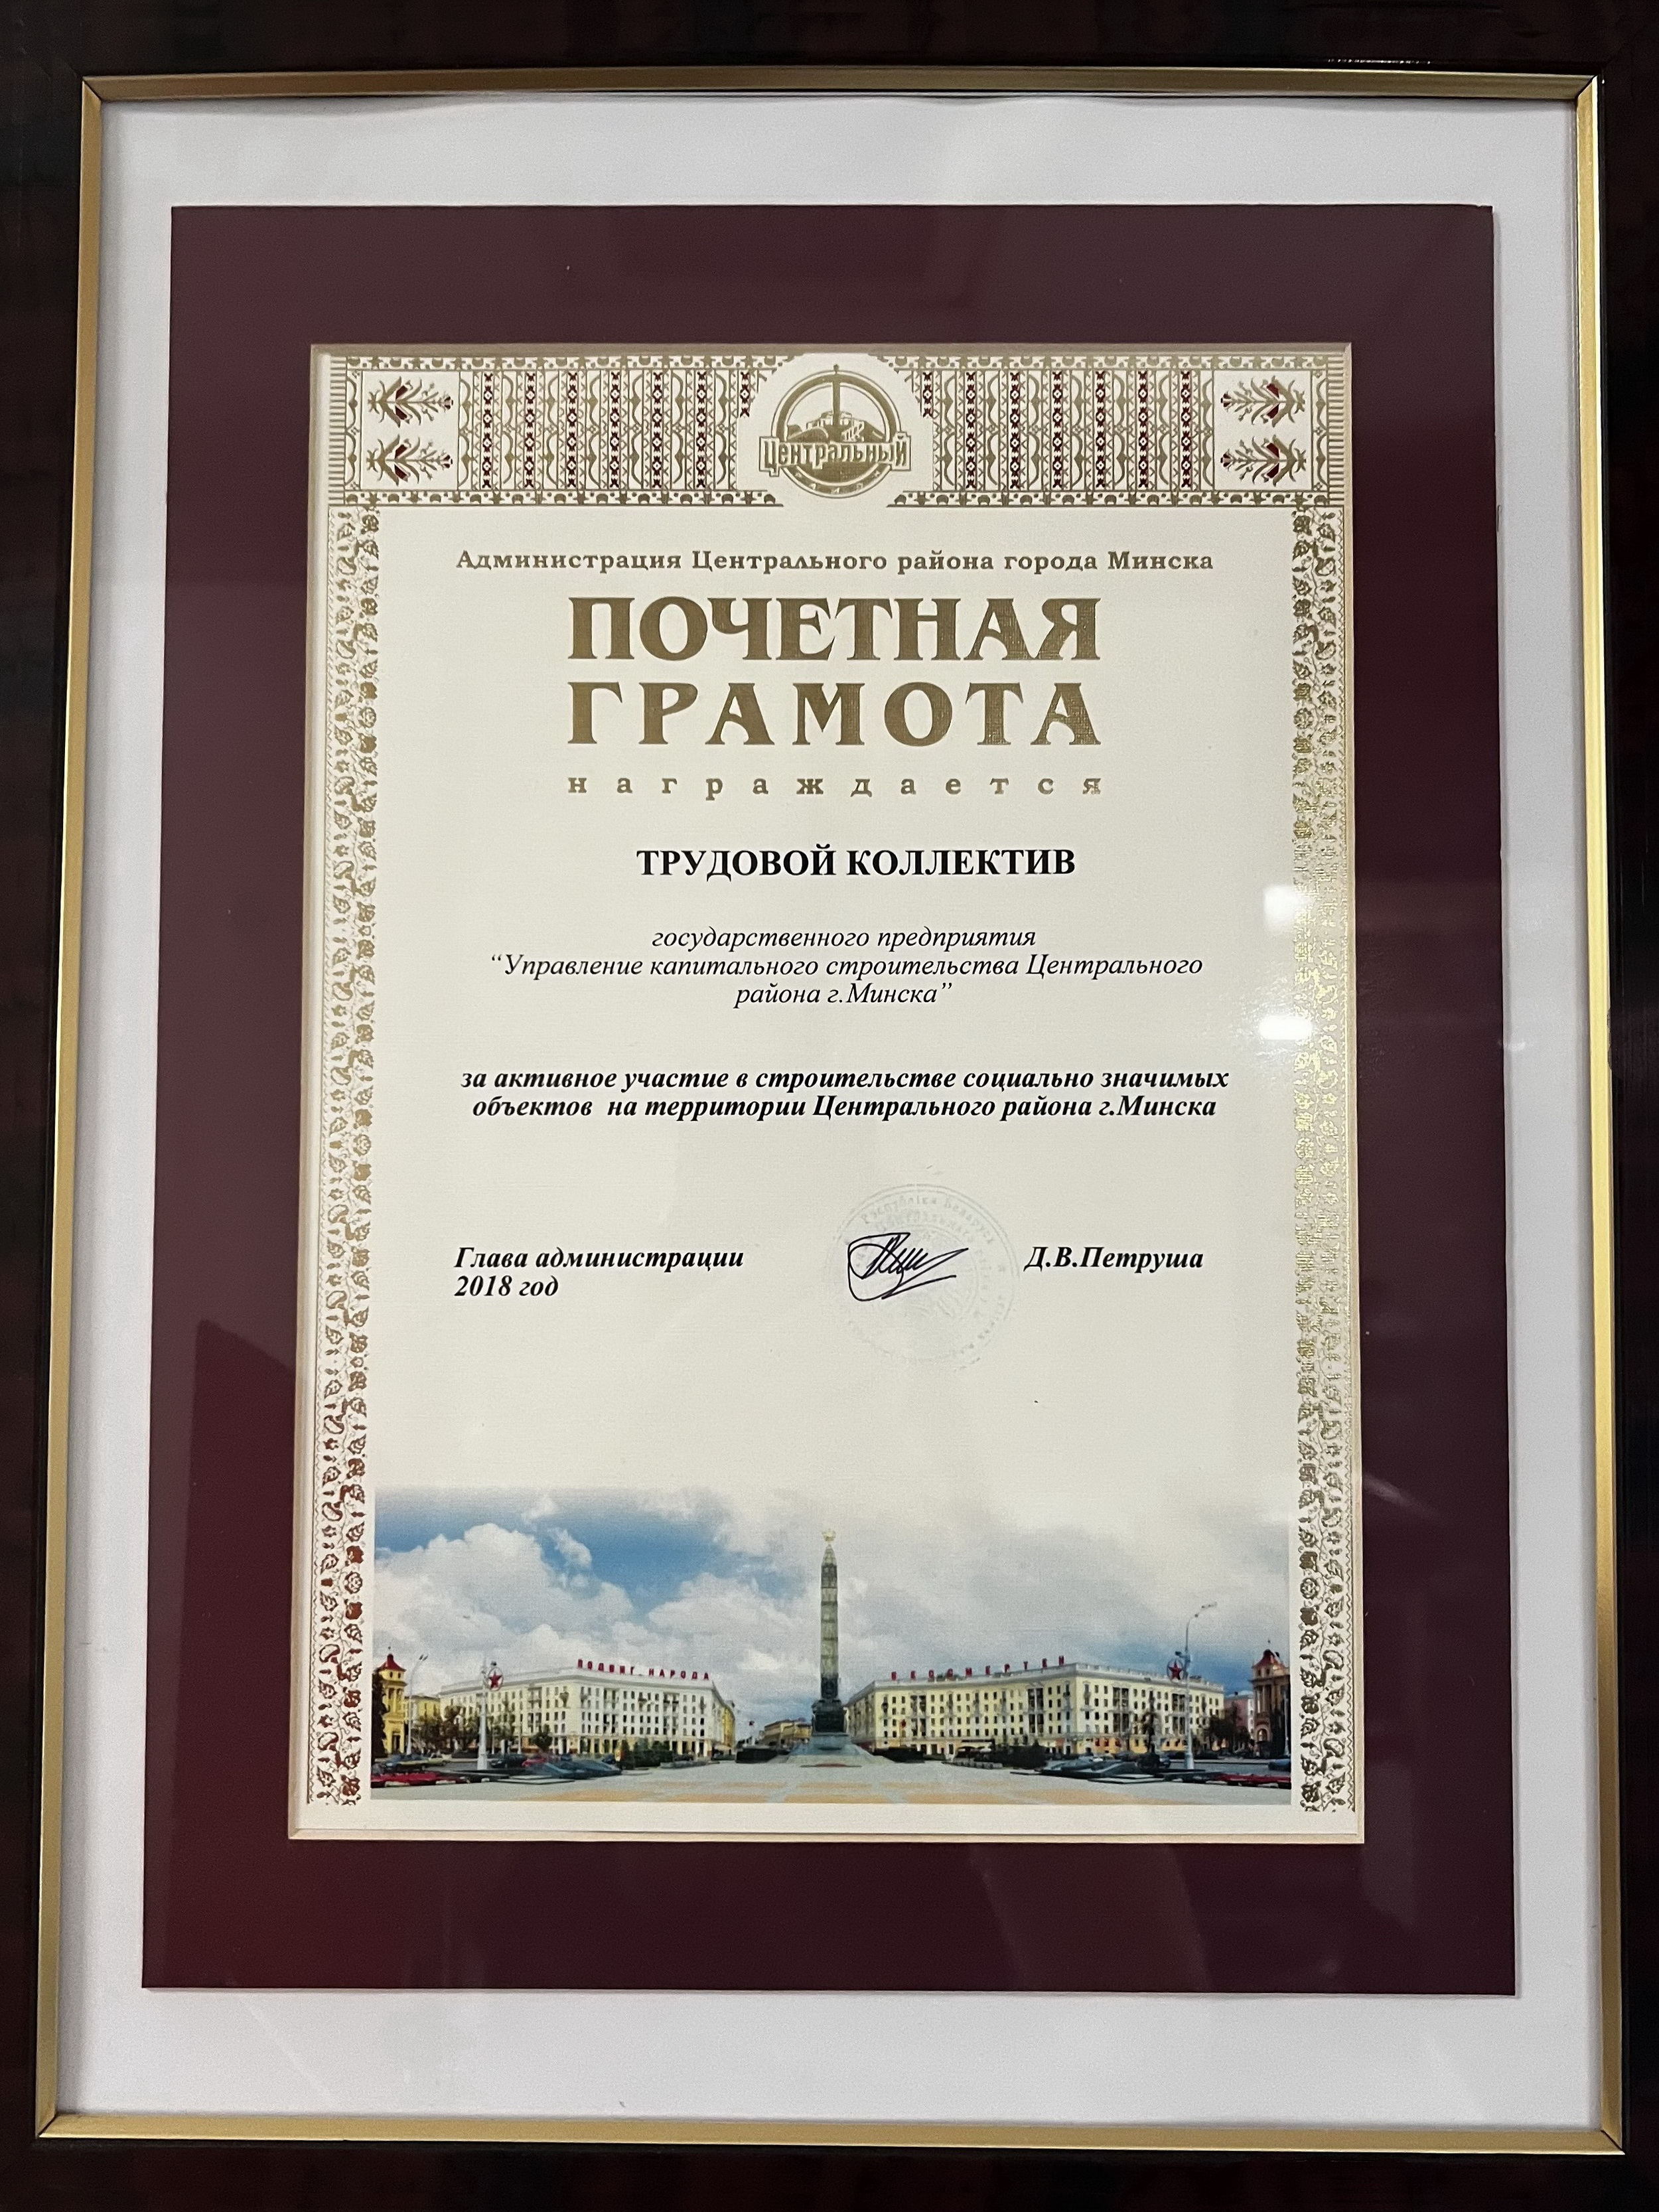 Центральный
Администрация Центрального района города Минска
ПОЧЕТНАЯ
ГРАМОТА
награждается
ТРУДОВОЙ КОЛЛЕКТИВ
государственного предприятия
“Управление капитального строительства Центрального
района г.Минска”
за активное участие в строительстве социально значимых
объектов на территории Центрального района г.Минска
Рэспубліка Беларусь
Глава администрации
Д.В.Петруша
2018 год
ПОДВИГ НАРОДА
БЕССМЕРТЕН